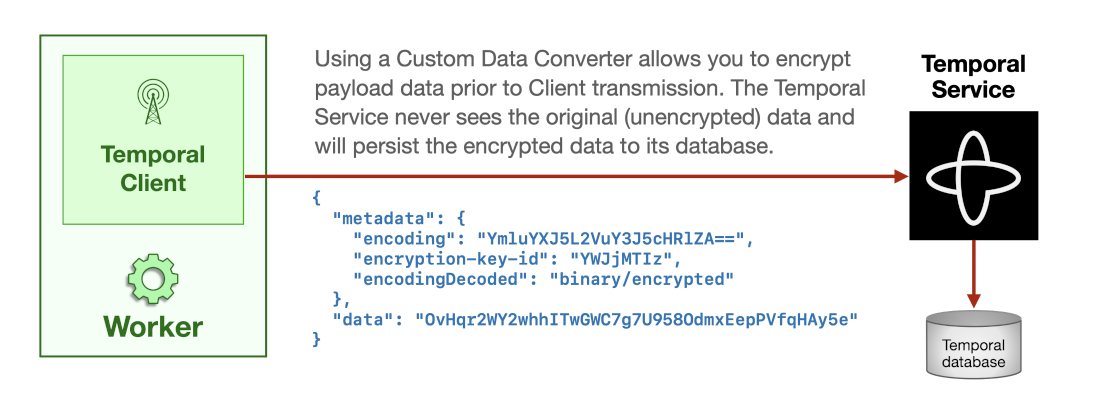 Using a Custom Data Converter allows you to encrypt
payload data prior to Client transmission. The Temporal
Service never sees the original (unencrypted) data and
will persist the encrypted data to its database.
Temporal
Client
Worker
{
"metadata": {
"encoding": "YmluYXJ5L2VuY3J5cHRlZA==",
"encryption-key-id": "YWJjMTIz",
"encodingDecoded": "binary/encrypted"
},
"data": "OvHqr2WY2whhITwGWC7g7U958OdmxEepPVfqHAy5e"
}
Temporal
Service
Temporal
database